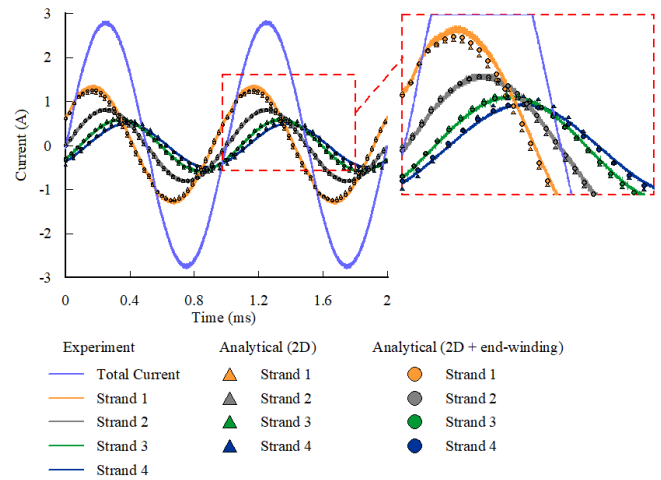 3
2
1
0
-1
-2
-3
Current (A)
0 0.4 0.8 1.2 1.6 2
Time (ms)
Experiment Analytical (2D) Analytical (2D + end-winding)
Total Current Strand 1 Strand 1
Strand 1 Strand 2 Strand 2
Strand 2 Strand 3 Strand 3
Strand 3 Strand 4 Strand 4
Strand 4